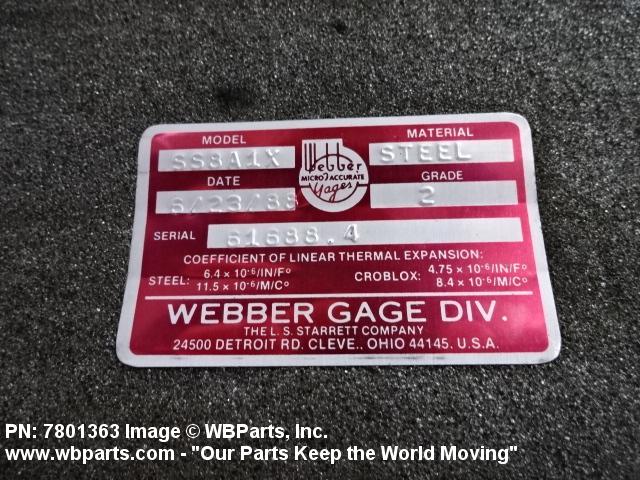 MODEL MATERIAL
SS8A1X Webber STEEL
MICRO ACCURATE
DATE Gages GRADE
6/23/88 2
SERIAL 61688.4
COEFFICIENT OF LINEAR THERMAL EXPANSION:
STEEL: 6.4 x 10-6/IN/F° CROBLOX: 4.75 x 10-6/IN/F°
11.5 x 10-6/M/C° 8.4 x 10-6/M/C°
WEBBER GAGE DIV.
THE L. S. STARRETT COMPANY
24500 DETROIT RD. CLEVE., OHIO 44145. U.S.A.
PN: 7801363 Image © WBParts, Inc.
www.wbparts.com - "Our Parts Keep the World Moving"